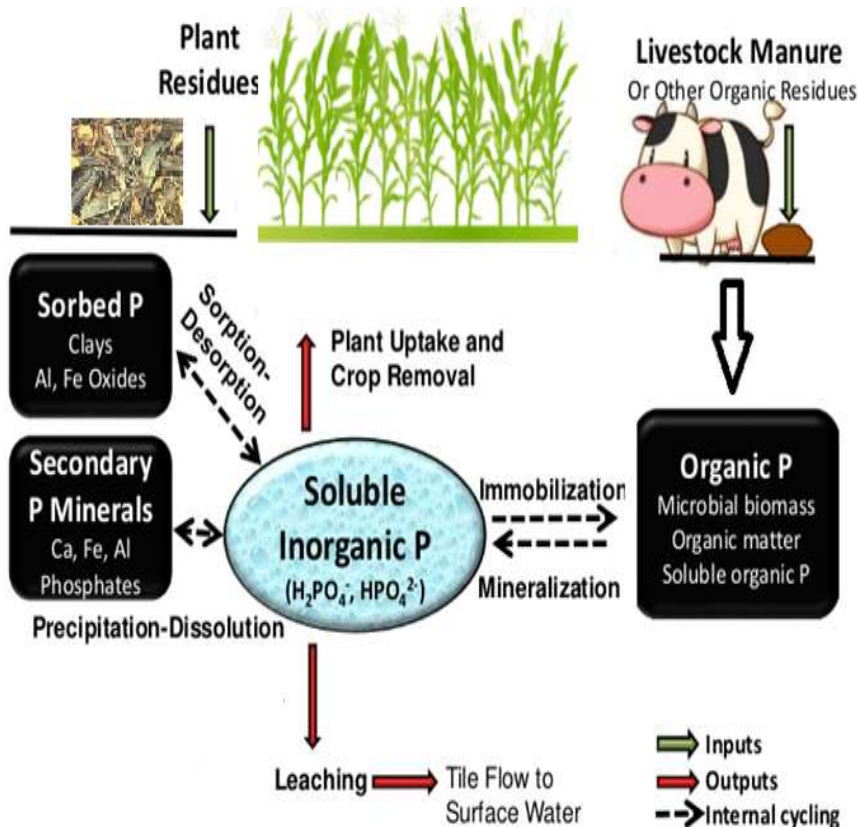 Plant
Residues
Livestock Manure
Or Other Organic Residues
Sorbed P
Clays
Al, Fe Oxides
Sorption-
Desorption
Plant Uptake and
Crop Removal
Secondary
P Minerals
Ca, Fe, Al
Phosphates
Precipitation-Dissolution
Soluble
Inorganic P
(H₂PO₄⁻, HPO₄²⁻)
Immobilization
Mineralization
Organic P
Microbial biomass
Organic matter
Soluble organic P
Leaching
Tile Flow to
Surface Water
Inputs
Outputs
Internal cycling